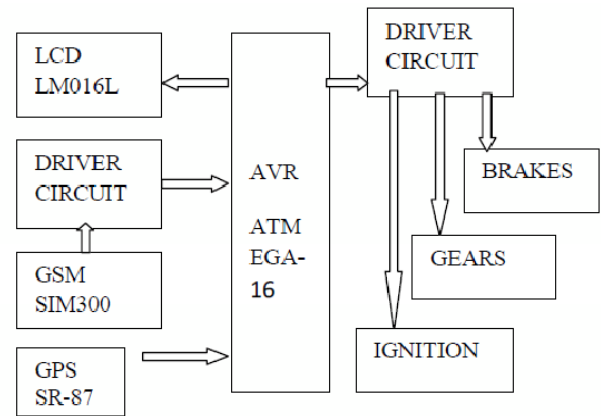 LCD
LM016L
DRIVER
CIRCUIT
GSM
SIM300
GPS
SR-87
AVR
ATM
EGA-
16
DRIVER
CIRCUIT
BRAKES
GEARS
IGNITION